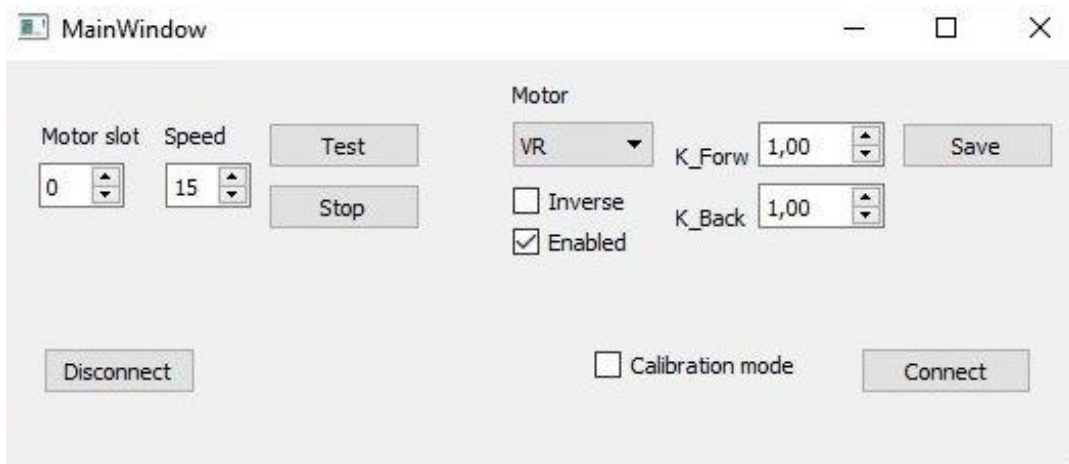 MainWindow
Motor
Motor slot Speed Test VR K_Forw 1,00 Save
0 15 Stop Inverse K_Back 1,00
Enabled
Disconnect Calibration mode Connect